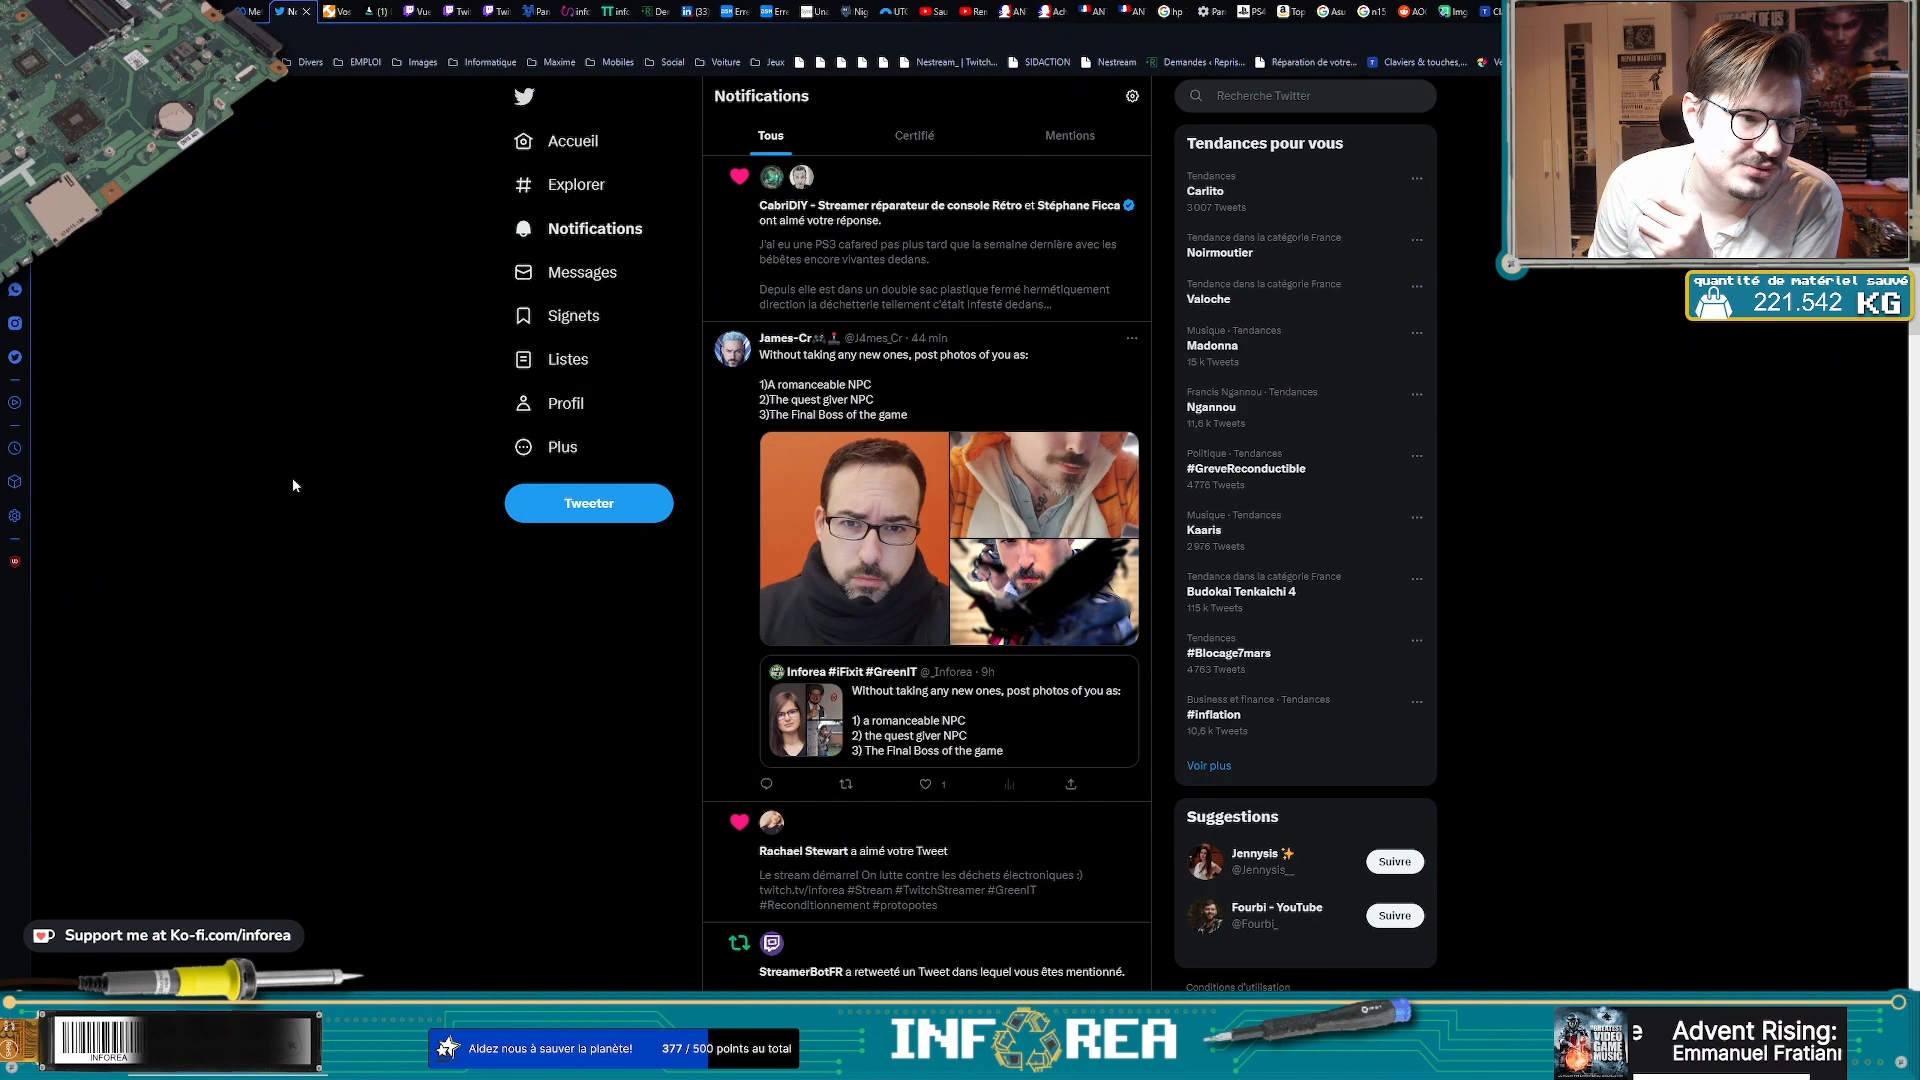 Divers
EMPLOI
Images
Informatique
Maxime
Mobiles
Social
Voiture
Jeux
Nestream_ | Twitch...
SIDACTION
Nestream
Demandes ‹ Repris...
Réparation de votre...
Claviers & touches,...
Accueil
Explorer
Notifications
Messages
Signets
Listes
Profil
Plus
Tweeter
Notifications
Tous
Certifié
Mentions
CabriDIY - Streamer réparateur de console Rétro et Stéphane Ficca
ont aimé votre réponse.
J'ai eu une PS3 cafared pas plus tard que la semaine dernière avec les
bébêtes encore vivantes dedans.
Depuis elle est dans un double sac plastique fermé hermétiquement
direction la déchetterie tellement c'était infesté dedans...
James-Cr @J4mes_Cr · 44 min
Without taking any new ones, post photos of you as:
1)A romanceable NPC
2)The quest giver NPC
3)The Final Boss of the game
Inforea #iFixit #GreenIT @_Inforea · 9h
Without taking any new ones, post photos of you as:
1) a romanceable NPC
2) the quest giver NPC
3) The Final Boss of the game
1
Rachael Stewart a aimé votre Tweet
Le stream démarre! On lutte contre les déchets électroniques :)
twitch.tv/inforea #Stream #TwitchStreamer #GreenIT
#Reconditionnement #protopotes
StreamerBotFR a retweeté un Tweet dans lequel vous êtes mentionné.
Recherche Twitter
Tendances pour vous
Tendances
Carlito
3 007 Tweets
Tendance dans la catégorie France
Noirmoutier
Tendance dans la catégorie France
Valoche
Musique · Tendances
Madonna
15 k Tweets
Francis Ngannou · Tendances
Ngannou
11,6 k Tweets
Politique · Tendances
#GreveReconductible
4 776 Tweets
Musique · Tendances
Kaaris
2 976 Tweets
Tendance dans la catégorie France
Budokai Tenkaichi 4
115 k Tweets
Tendances
#Blocage7mars
4 763 Tweets
Business et finance · Tendances
#inflation
10,6 k Tweets
Voir plus
Suggestions
Jennysis
@Jennysis__
Suivre
Fourbi - YouTube
@Fourbi_
Suivre
Conditions d'utilisation
quantité de matériel sauvé
221.542 KG
Support me at Ko-fi.com/inforea
INFOREA
Aidez nous à sauver la planète!
377 / 500 points au total
INF REA
GREATEST
VIDEO
GAME
MUSIC
Advent Rising:
Emmanuel Fratian